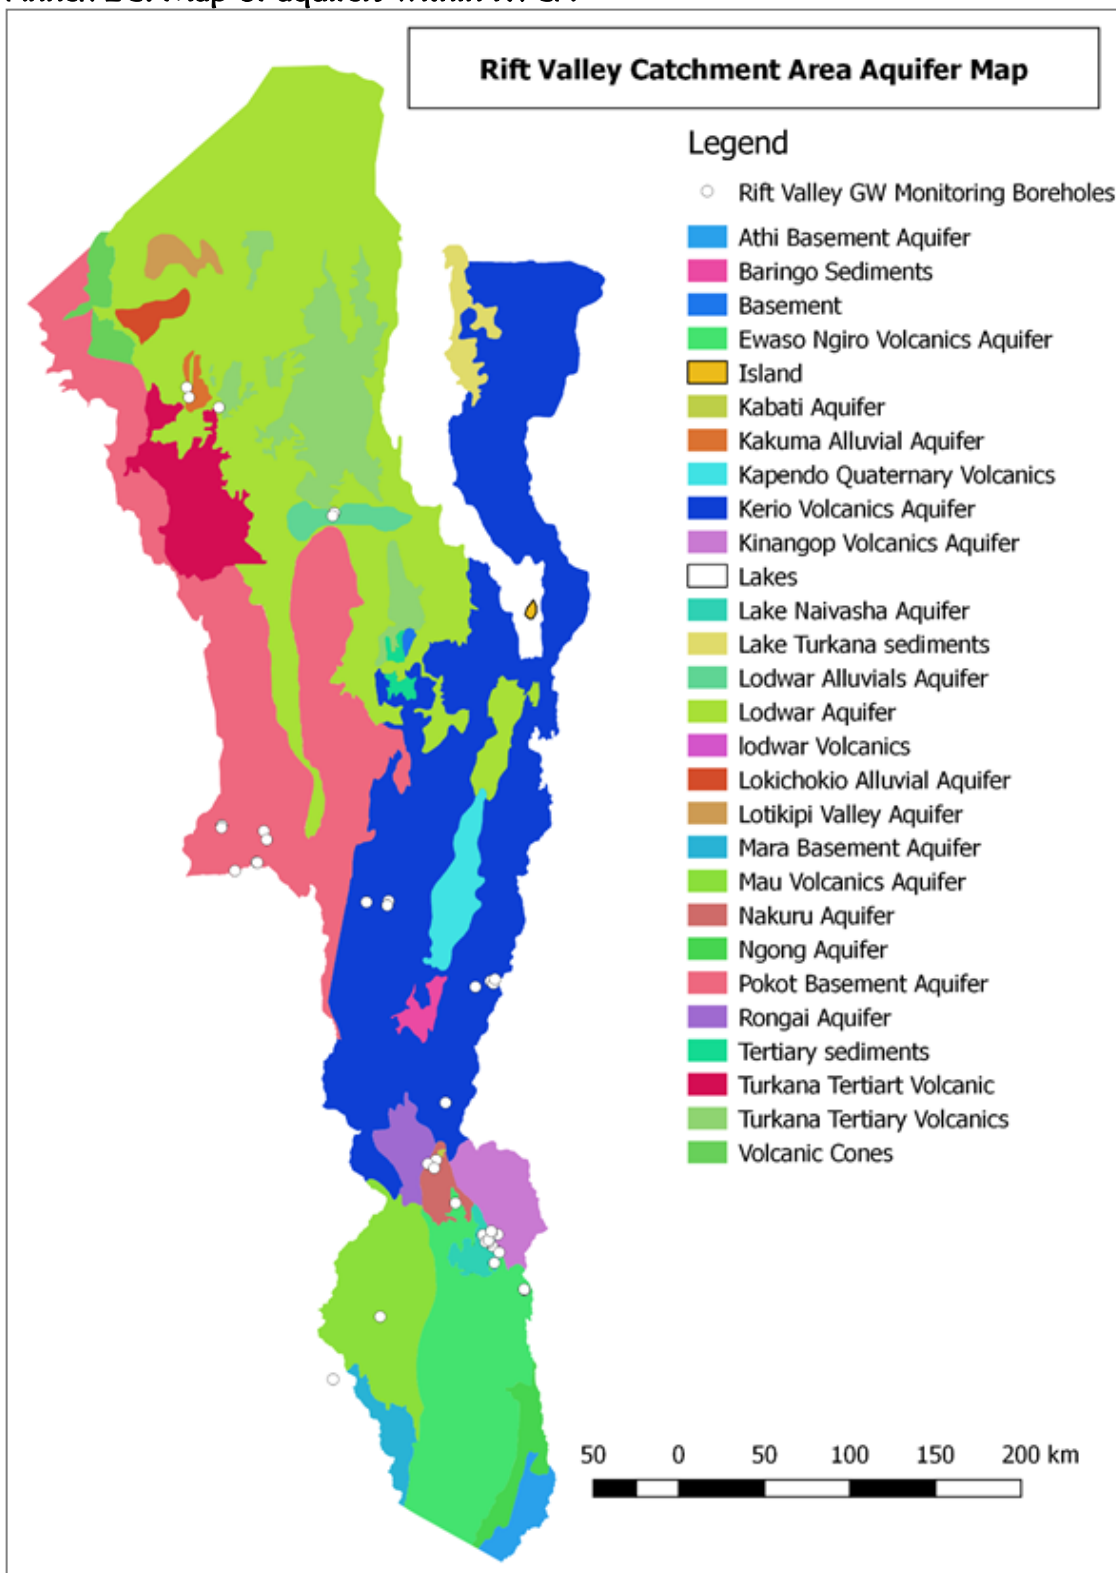 Rift Valley Catchment Area Aquifer Map
Legend
Rift Valley GW Monitoring Boreholes
Athi Basement Aquifer
Baringo Sediments
Basement
Ewaso Ngiro Volcanics Aquifer
Island
Kabati Aquifer
Kakuma Alluvial Aquifer
Kapendo Quaternary Volcanics
Kerio Volcanics Aquifer
Kinangop Volcanics Aquifer
Lakes
Lake Naivasha Aquifer
Lake Turkana sediments
Lodwar Alluvials Aquifer
Lodwar Aquifer
lodwar Volcanics
Lokichokio Alluvial Aquifer
Lotikipi Valley Aquifer
Mara Basement Aquifer
Mau Volcanics Aquifer
Nakuru Aquifer
Ngong Aquifer
Pokot Basement Aquifer
Rongai Aquifer
Tertiary sediments
Turkana Tertiart Volcanic
Turkana Tertiary Volcanics
Volcanic Cones
50 0 50 100 150 200 km